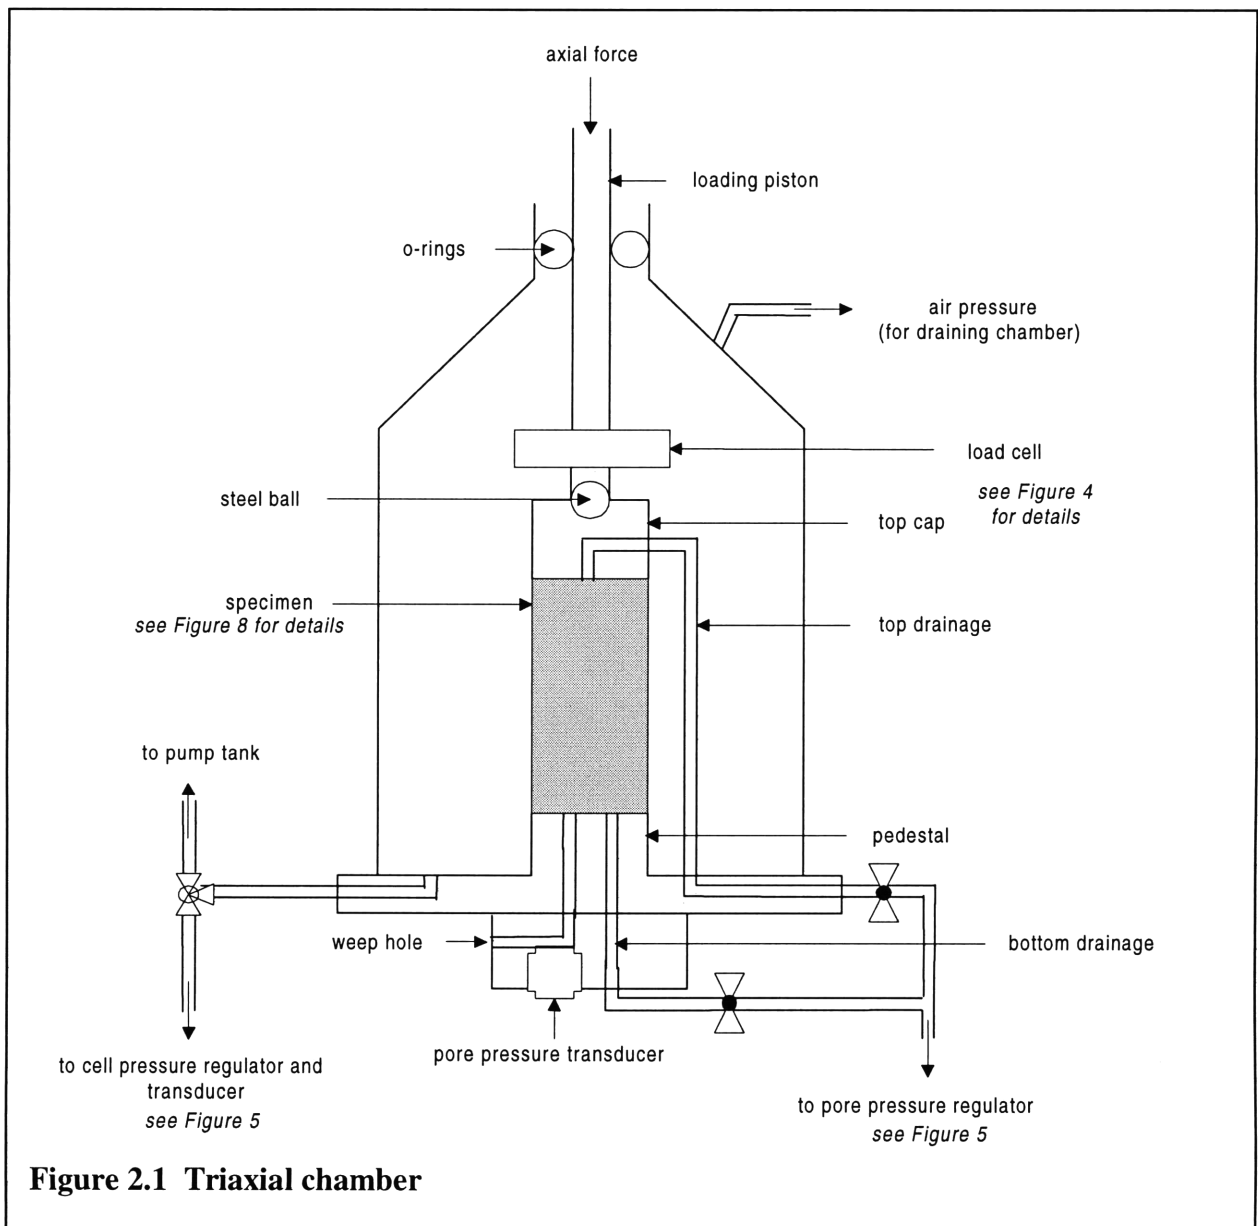 axial force
loading piston
o-rings
air pressure
(for draining chamber)
load cell
see Figure 4
for details
steel ball
top cap
specimen
see Figure 8 for details
top drainage
to pump tank
pedestal
weep hole
bottom drainage
pore pressure transducer
to cell pressure regulator and
transducer
see Figure 5
to pore pressure regulator
see Figure 5
Figure 2.1 Triaxial chamber